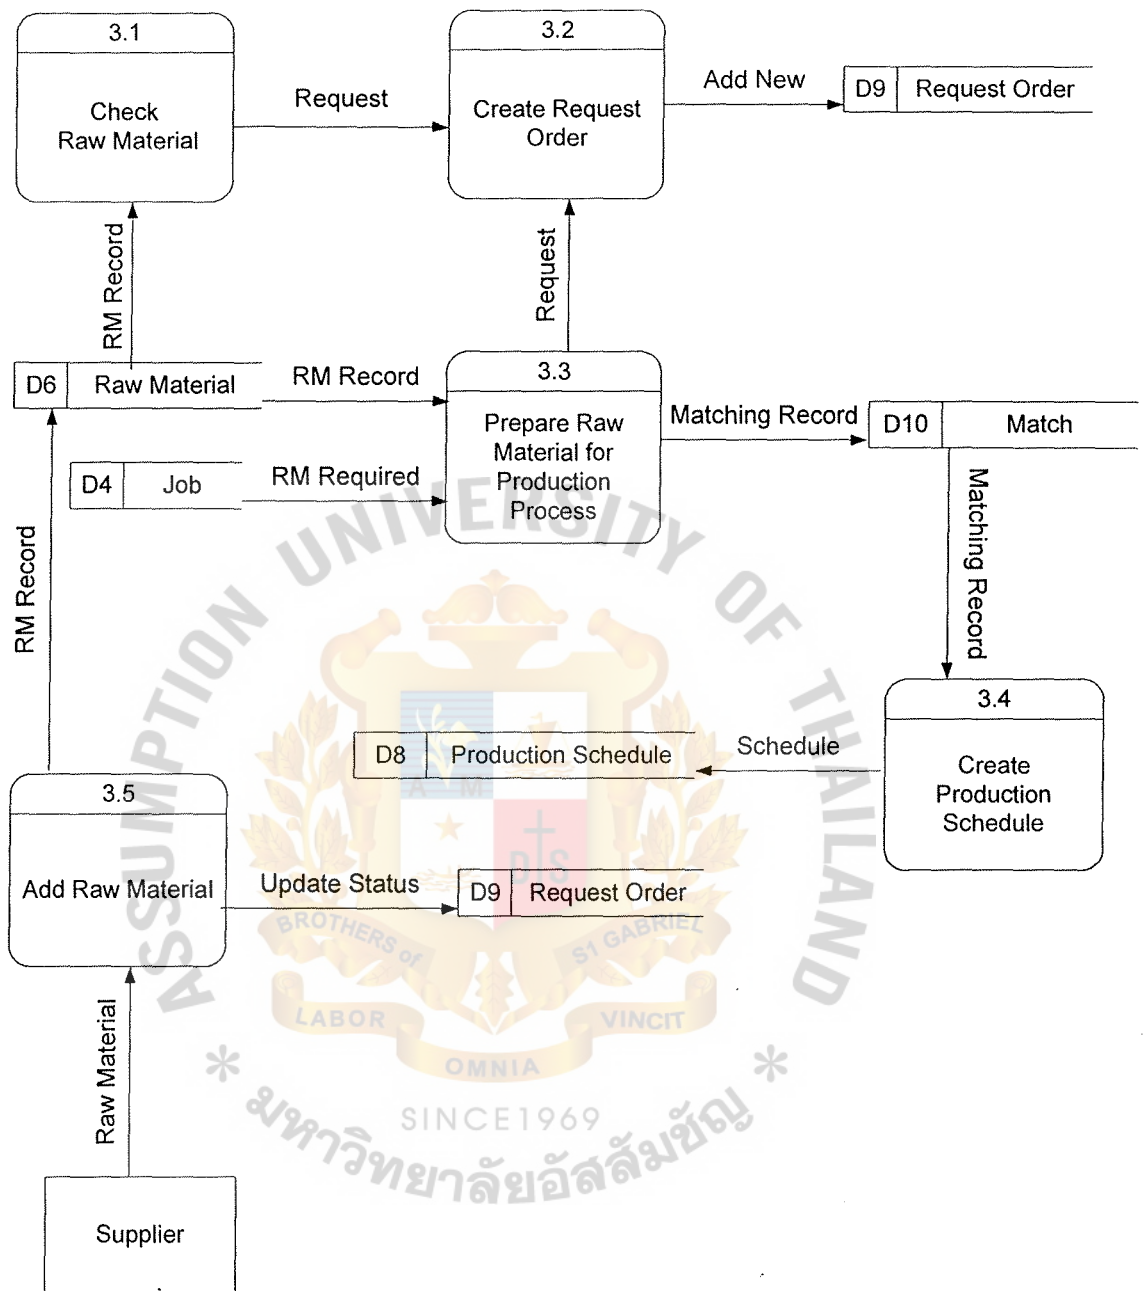 3.1
Check
Raw Material
Request
3.2
Create Request
Order
Add New
D9 Request Order
RM Record
Request
D6 Raw Material
RM Record
3.3
Prepare Raw
Material for
Production
Process
Matching Record
D10 Match
D4 Job
RM Required
RM Record
Matching Record
3.4
Create
Production
Schedule
Schedule
D8 Production Schedule
3.5
Add Raw Material
Update Status
D9 Request Order
Raw Material
Supplier
ASSUMPTION UNIVERSITY OF THAILAND
A M
D S
BROTHERS of
S1 GABRIEL
LABOR
VINCIT
OMNIA
SINCE1969
* มหาวิทยาลัยอัสสัมชัญ *